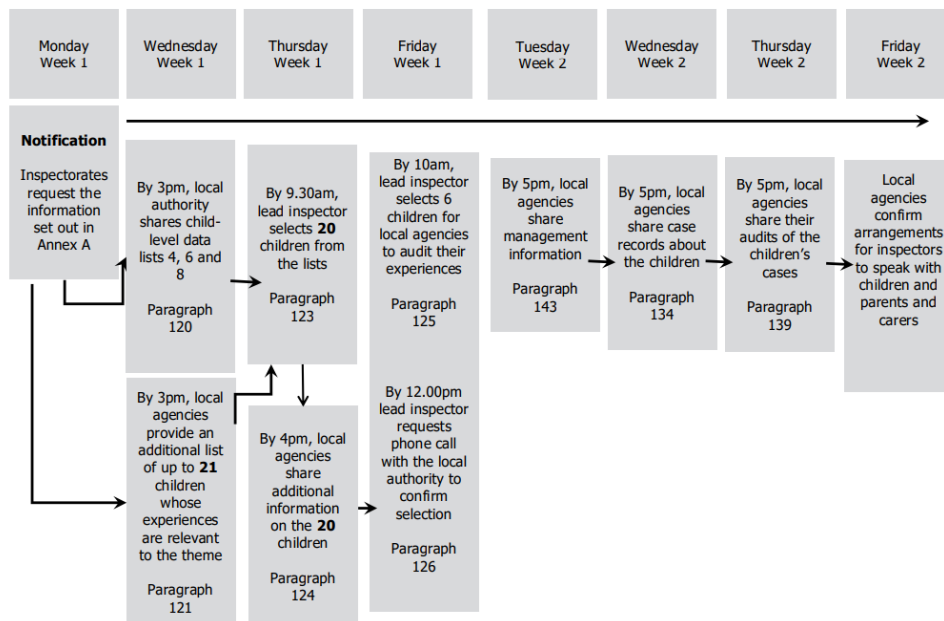 Monday
Week 1
Wednesday
Week 1
Thursday
Week 1
Friday
Week 1
Tuesday
Week 2
Wednesday
Week 2
Thursday
Week 2
Friday
Week 2
Notification
Inspectorates
request the
information
set out in
Annex A
By 3pm, local
authority
shares child-
level data
lists 4, 6 and
8
Paragraph
120
By 3pm, local
agencies
provide an
additional list
of up to 21
children
whose
experiences
are relevant
to the theme
Paragraph
121
By 9.30am,
lead inspector
selects 20
children from
the lists
Paragraph
123
By 4pm, local
agencies
share
additional
information
on the 20
children
Paragraph
124
By 10am,
lead inspector
selects 6
children for
local agencies
to audit their
experiences
Paragraph
125
By 12.00pm
lead inspector
requests
phone call
with the local
authority to
confirm
selection
Paragraph
126
By 5pm, local
agencies
share
management
information
Paragraph
143
By 5pm, local
agencies
share case
records about
the children
Paragraph
134
By 5pm, local
agencies
share their
audits of the
children's
cases
Paragraph
139
Local
agencies
confirm
arrangements
for inspectors
to speak with
children and
parents and
carers